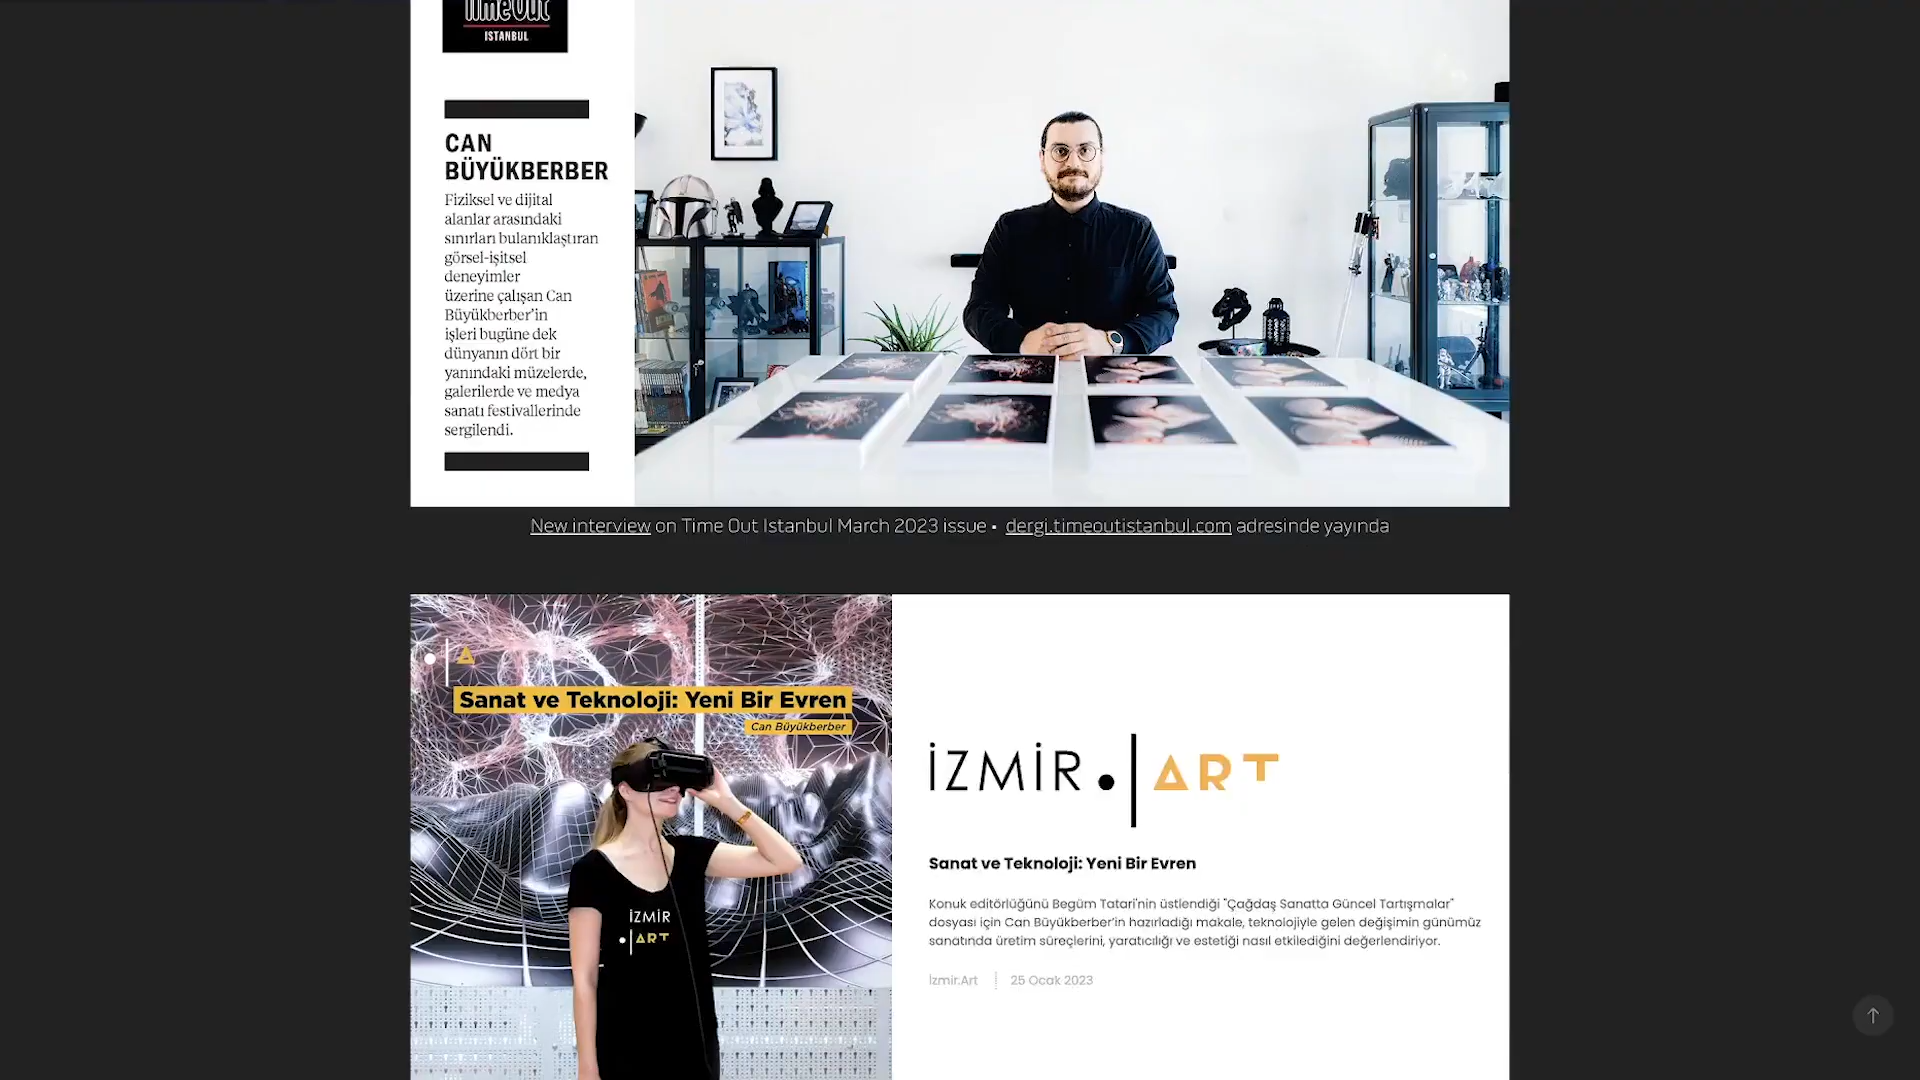 TimeOut
ISTANBUL
CAN
BÜYÜKBERBER
Fiziksel ve dijital
alanlar arasındaki
sınırları bulanıklaştıran
görsel-işitsel
deneyimler
üzerine çalışan Can
Büyükberber’in
işleri bugüne dek
dünyanın dört bir
yanındaki müzelerde,
galerilerde ve medya
sanatı festivallerinde
sergilendi.
New interview on Time Out Istanbul March 2023 issue • dergi.timeoutistanbul.com adresinde yayında
Sanat ve Teknoloji: Yeni Bir Evren
Can Büyükberber
İZMİR
.|ART
İZMİR.|ART
Sanat ve Teknoloji: Yeni Bir Evren
Konuk editörlüğünü Begüm Tatari'nin üstlendiği "Çağdaş Sanatta Güncel Tartışmalar"
dosyası için Can Büyükberber’in hazırladığı makale, teknolojiyle gelen değişimin günümüz
sanatında üretim süreçlerini, yaratıcılığı ve estetiği nasıl etkilediğini değerlendiriyor.
İzmir.Art | 25 Ocak 2023